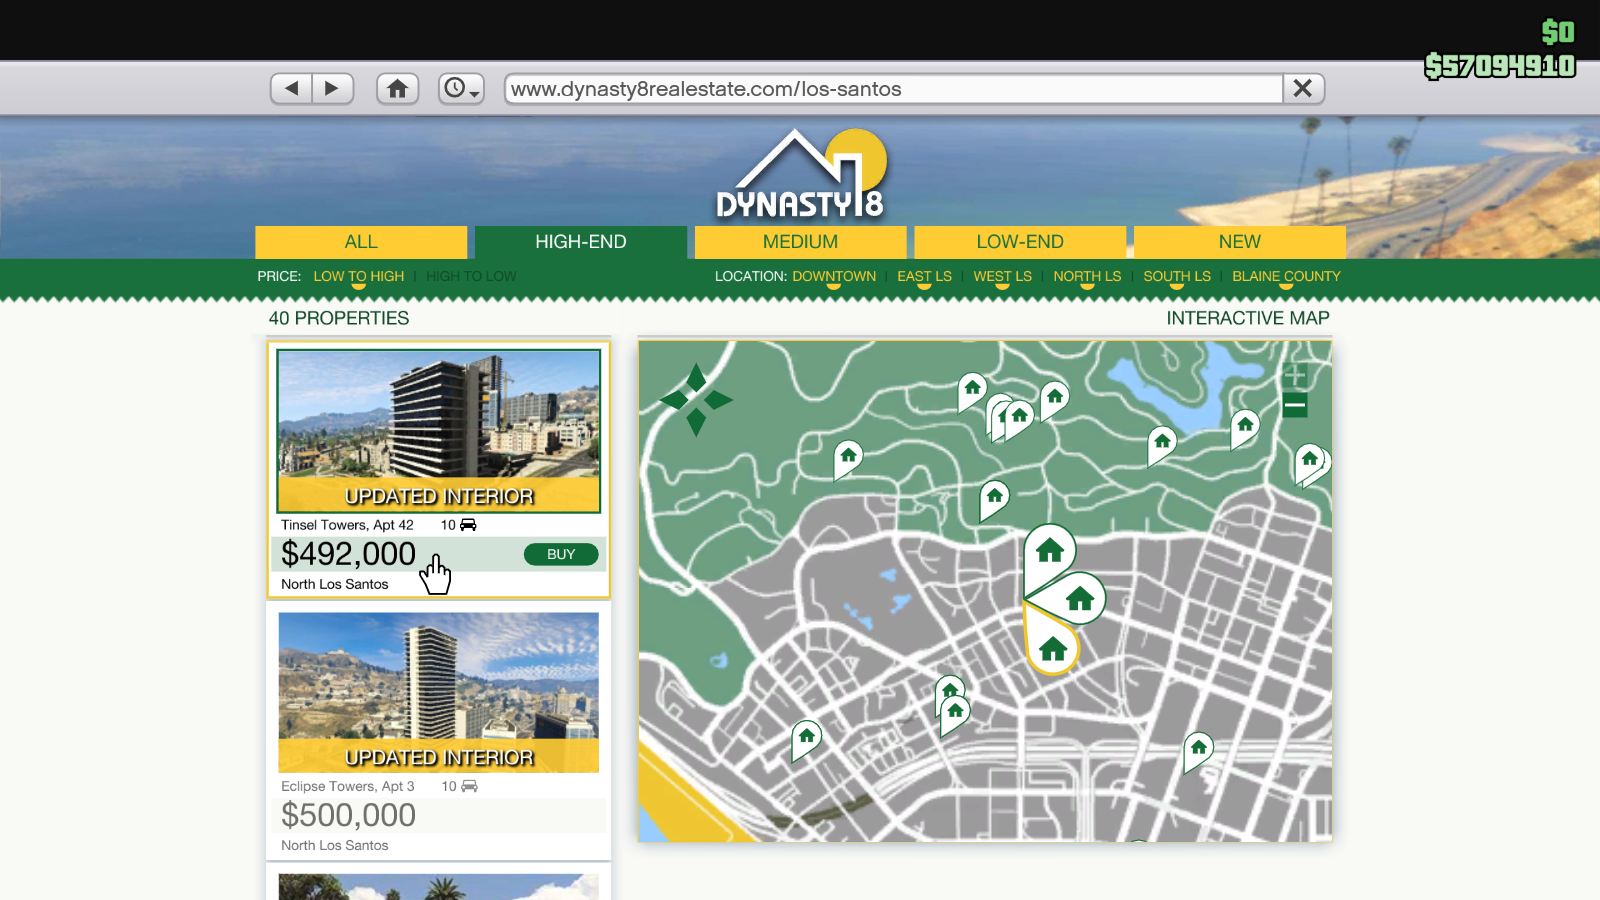 $0
$57094910
www.dynasty8realestate.com/los-santos
DYNASTY 8
ALL
HIGH-END
MEDIUM
LOW-END
NEW
PRICE: LOW TO HIGH | HIGH TO LOW
LOCATION: DOWNTOWN | EAST LS | WEST LS | NORTH LS | SOUTH LS | BLAINE COUNTY
40 PROPERTIES
INTERACTIVE MAP
UPDATED INTERIOR
Tinsel Towers, Apt 42 10
$492,000 BUY
North Los Santos
UPDATED INTERIOR
Eclipse Towers, Apt 3 10
$500,000
North Los Santos